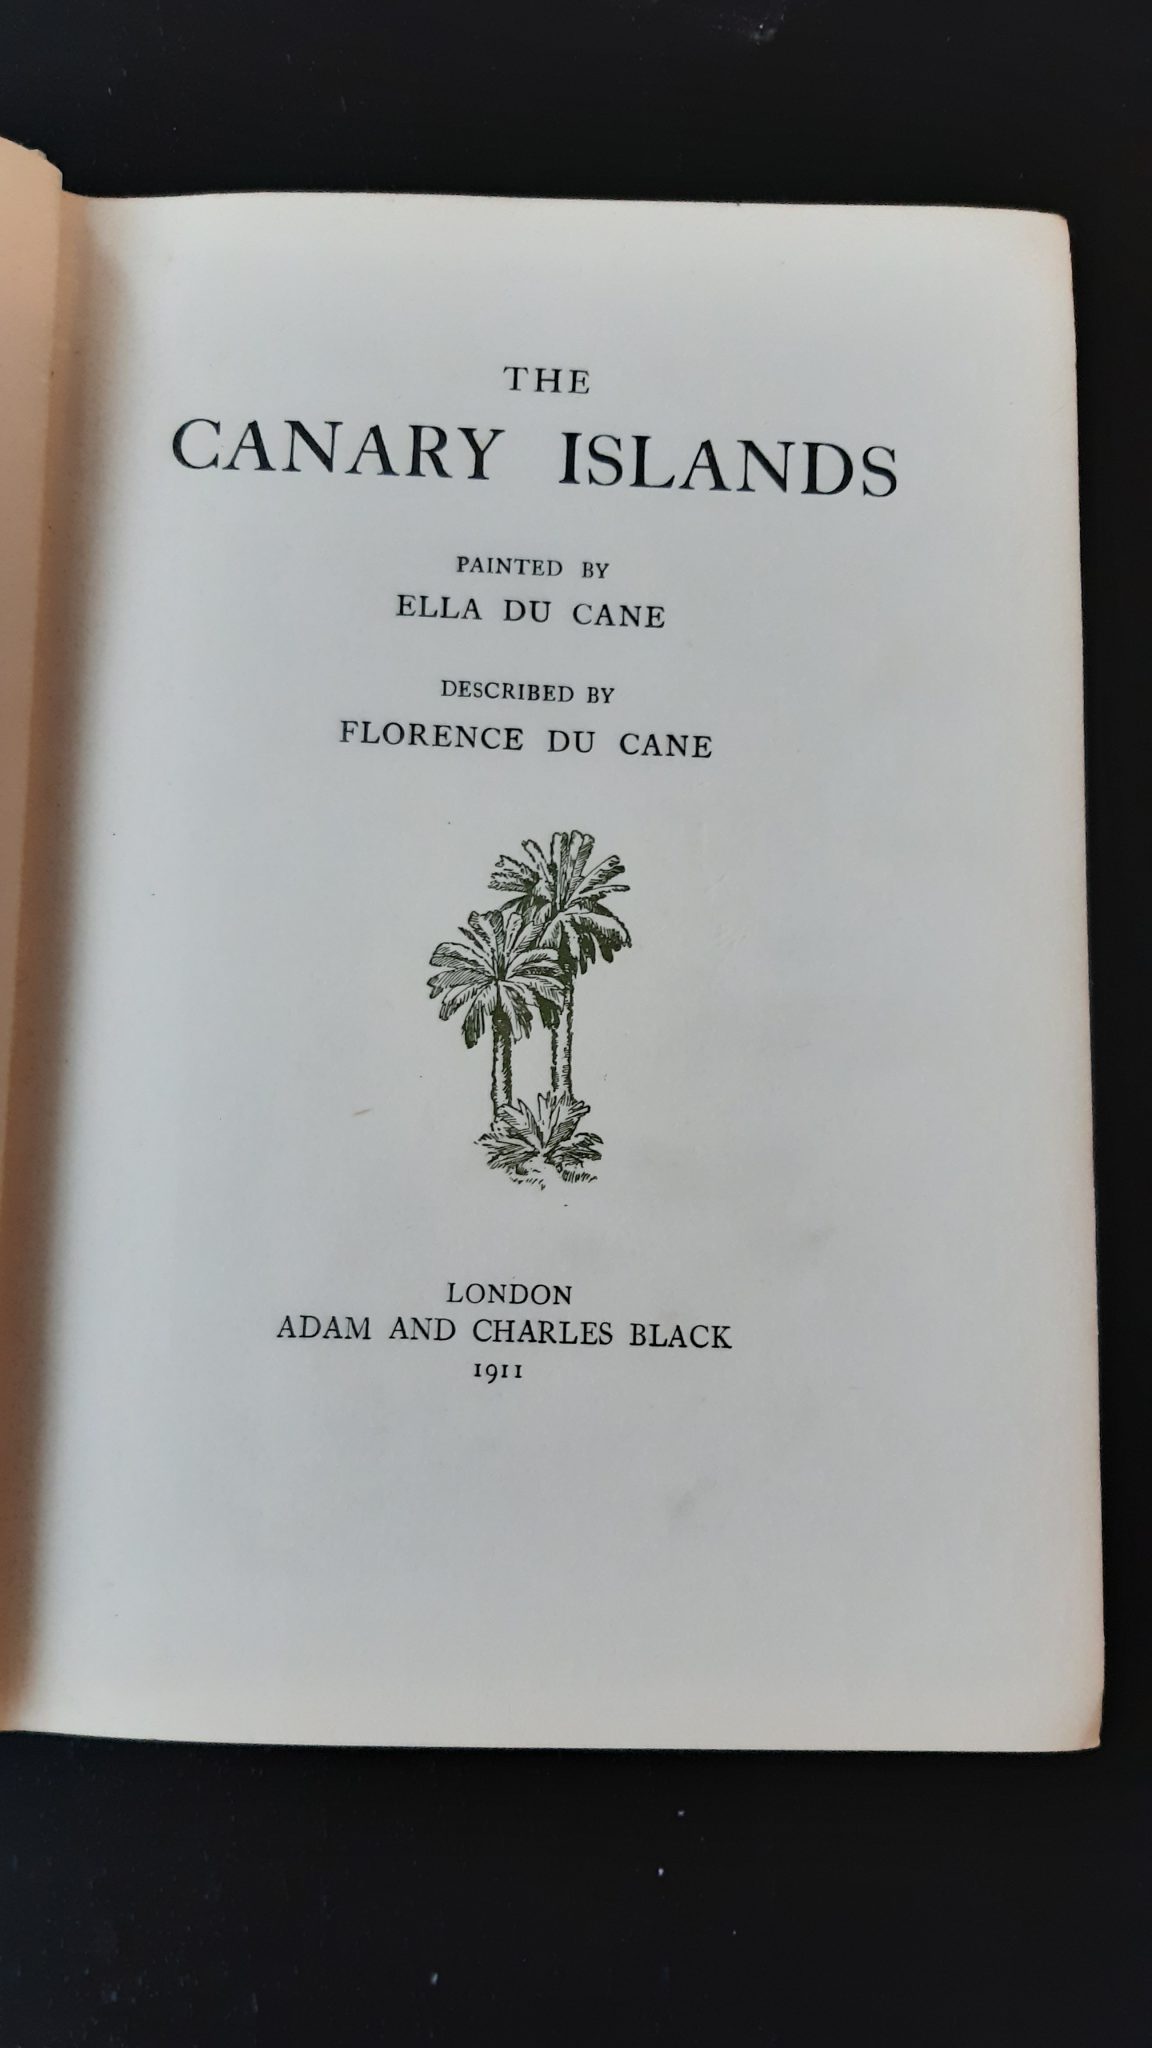 THE
CANARY ISLANDS
PAINTED BY
ELLA DU CANE
DESCRIBED BY
FLORENCE DU CANE
LONDON
ADAM AND CHARLES BLACK
1911